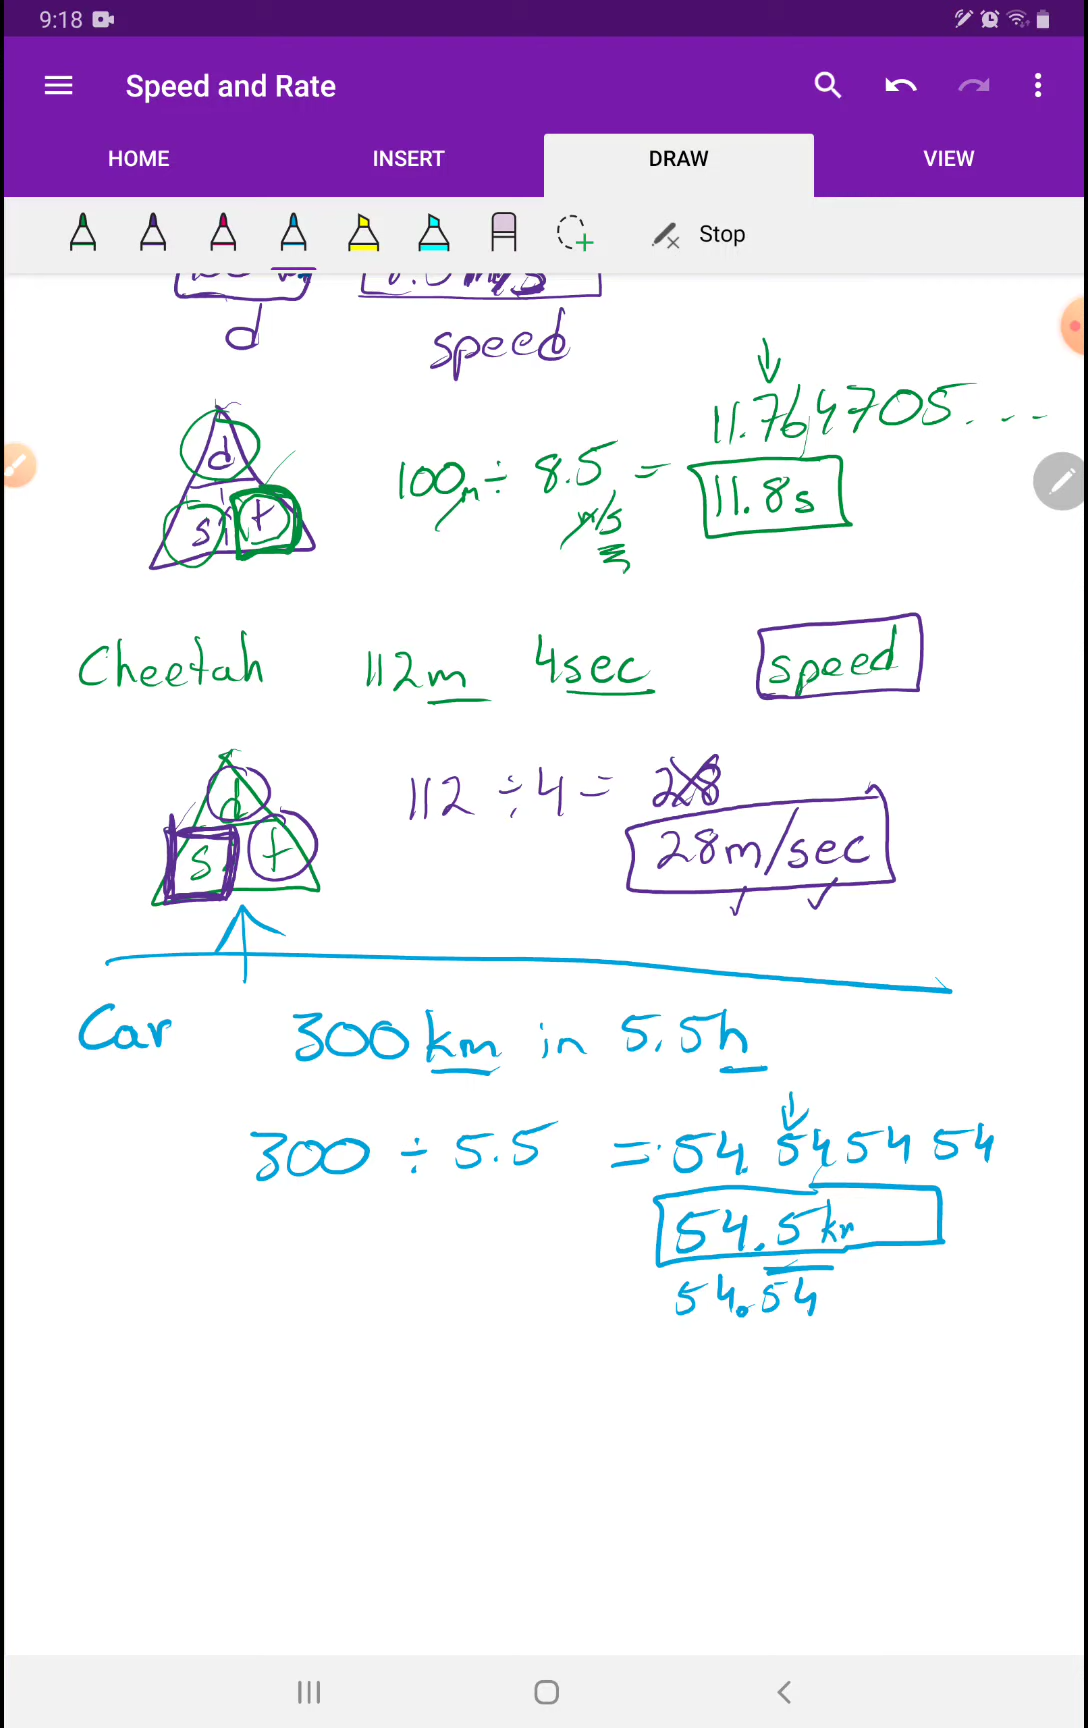 9:18
Speed and Rate
HOME INSERT DRAW VIEW
Stop
d speed
11.764705...
d
s t
100m ÷ 8.5 m/s = 11.8s
Cheetah 112m 4sec speed
d
s t
112 ÷ 4 = 28
28m/sec
Car 300km in 5.5h
300 ÷ 5.5 = 54.545454
54.5
54.54